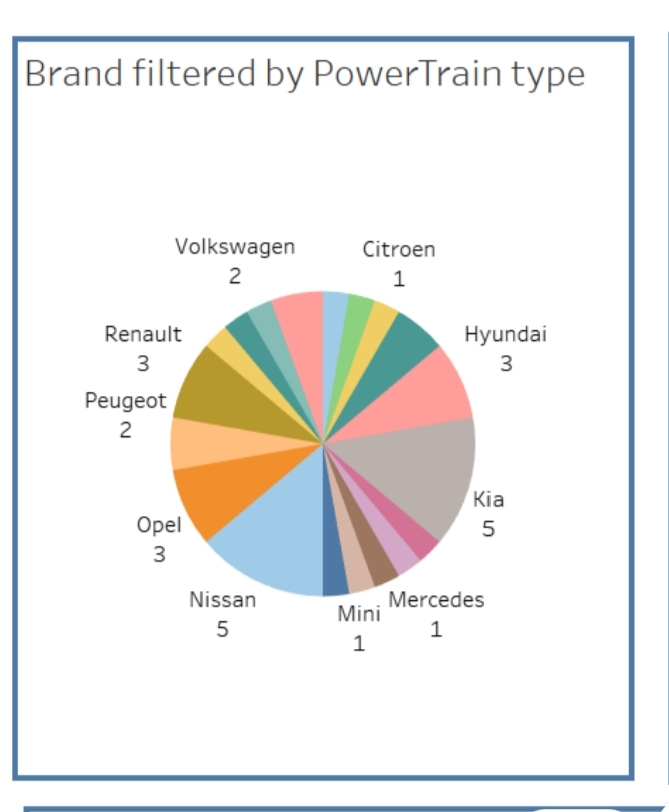 Brand filtered by PowerTrain type
Volkswagen
2
Citroen
1
Renault
3
Hyundai
3
Peugeot
2
Kia
5
Opel
3
Nissan
5
Mini
1
Mercedes
1